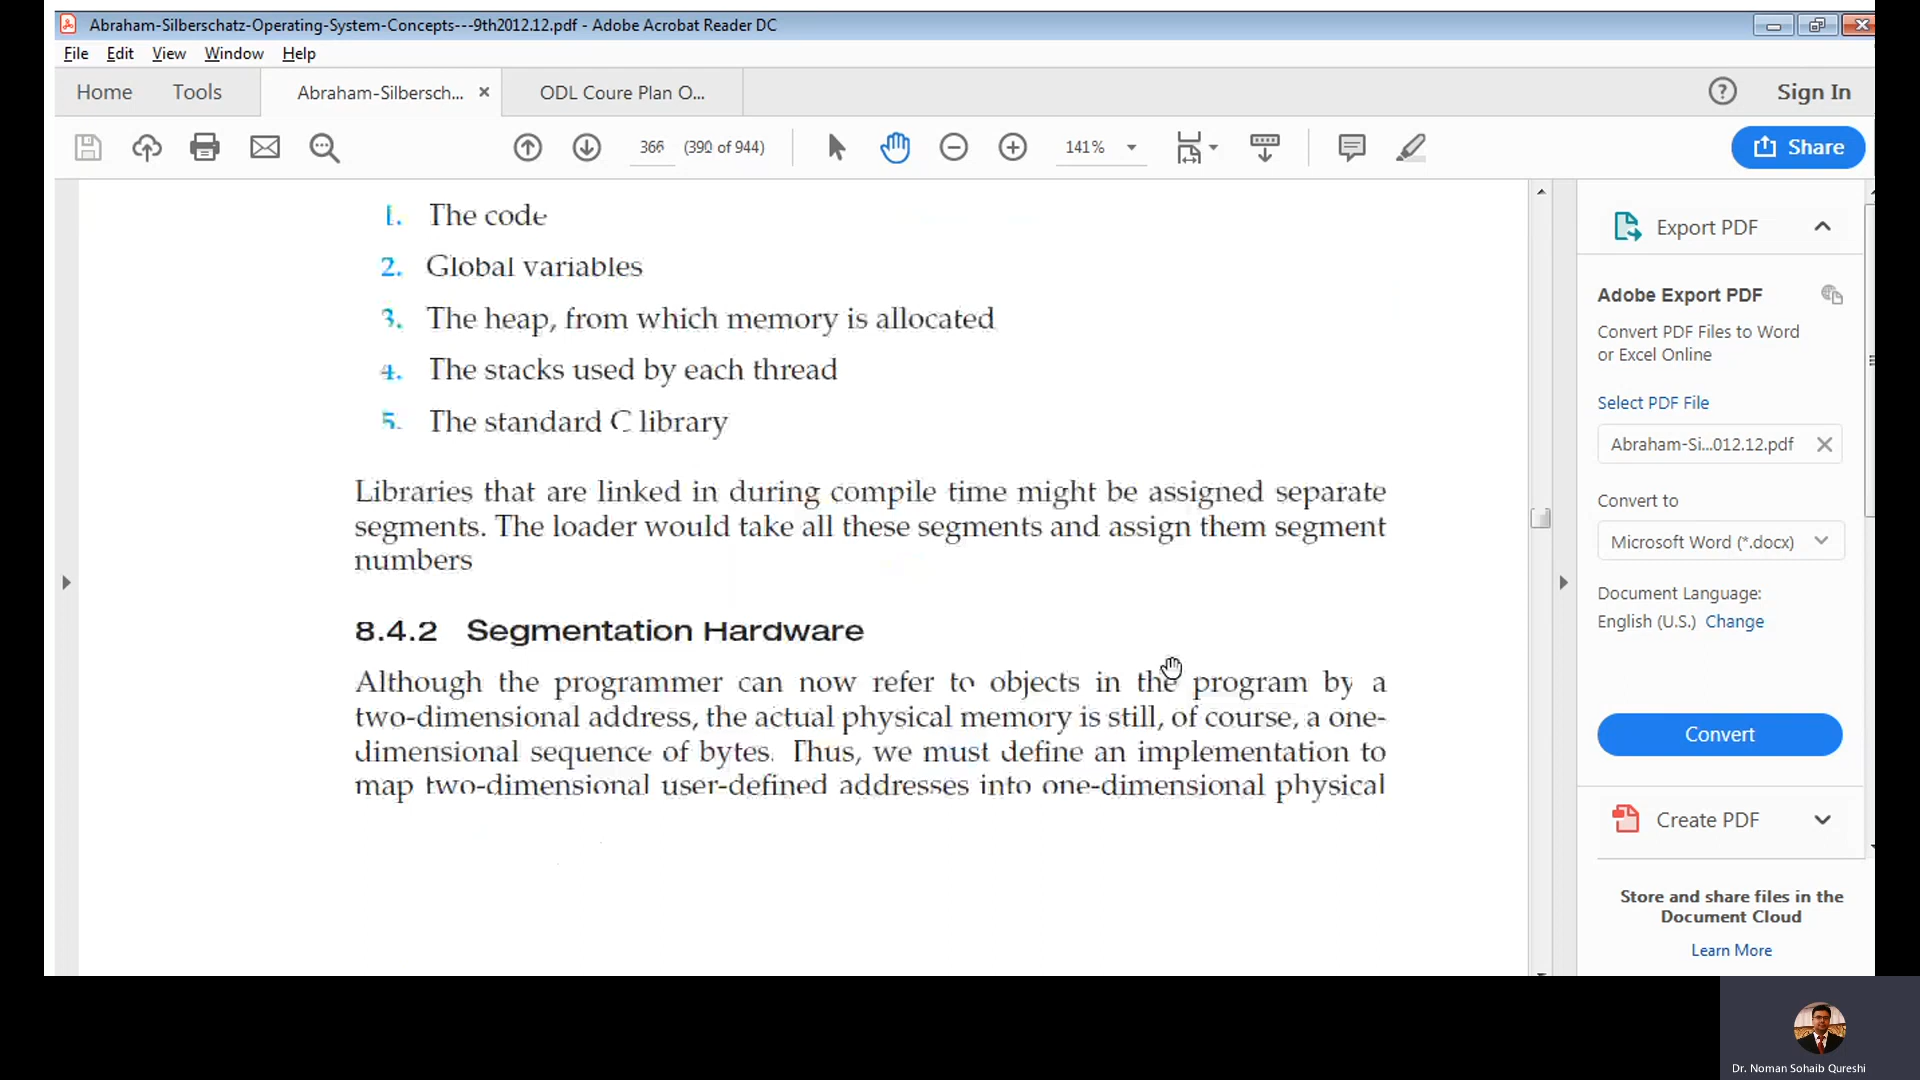 Abraham-Silberschatz-Operating-System-Concepts---9th2012.12.pdf - Adobe Acrobat Reader DC
File Edit View Window Help
Home Tools Abraham-Silbersch... × ODL Coure Plan O... ? Sign In
366 (390 of 944) 141% Share
1. The code
2. Global variables
3. The heap, from which memory is allocated
4. The stacks used by each thread
5. The standard C library
Libraries that are linked in during compile time might be assigned separate
segments. The loader would take all these segments and assign them segment
numbers
8.4.2 Segmentation Hardware
Although the programmer can now refer to objects in the program by a
two-dimensional address, the actual physical memory is still, of course, a one-
dimensional sequence of bytes. Thus, we must define an implementation to
map two-dimensional user-defined addresses into one-dimensional physical
Export PDF
Adobe Export PDF
Convert PDF Files to Word
or Excel Online
Select PDF File
Abraham-Si...012.12.pdf
Convert to
Microsoft Word (*.docx)
Document Language:
English (U.S.) Change
Convert
Create PDF
Store and share files in the
Document Cloud
Learn More
Dr. Noman Sohaib Qureshi